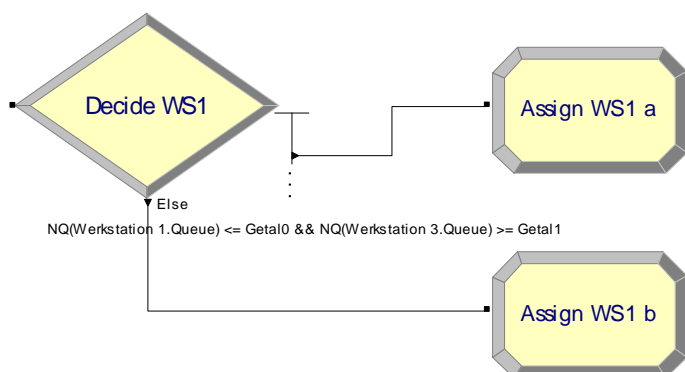 Decide WS1
Assign WS1 a
Else
NQ(Werkstation 1.Queue) <= Getal0 && NQ(Werkstation 3.Queue) >= Getal1
Assign WS1 b